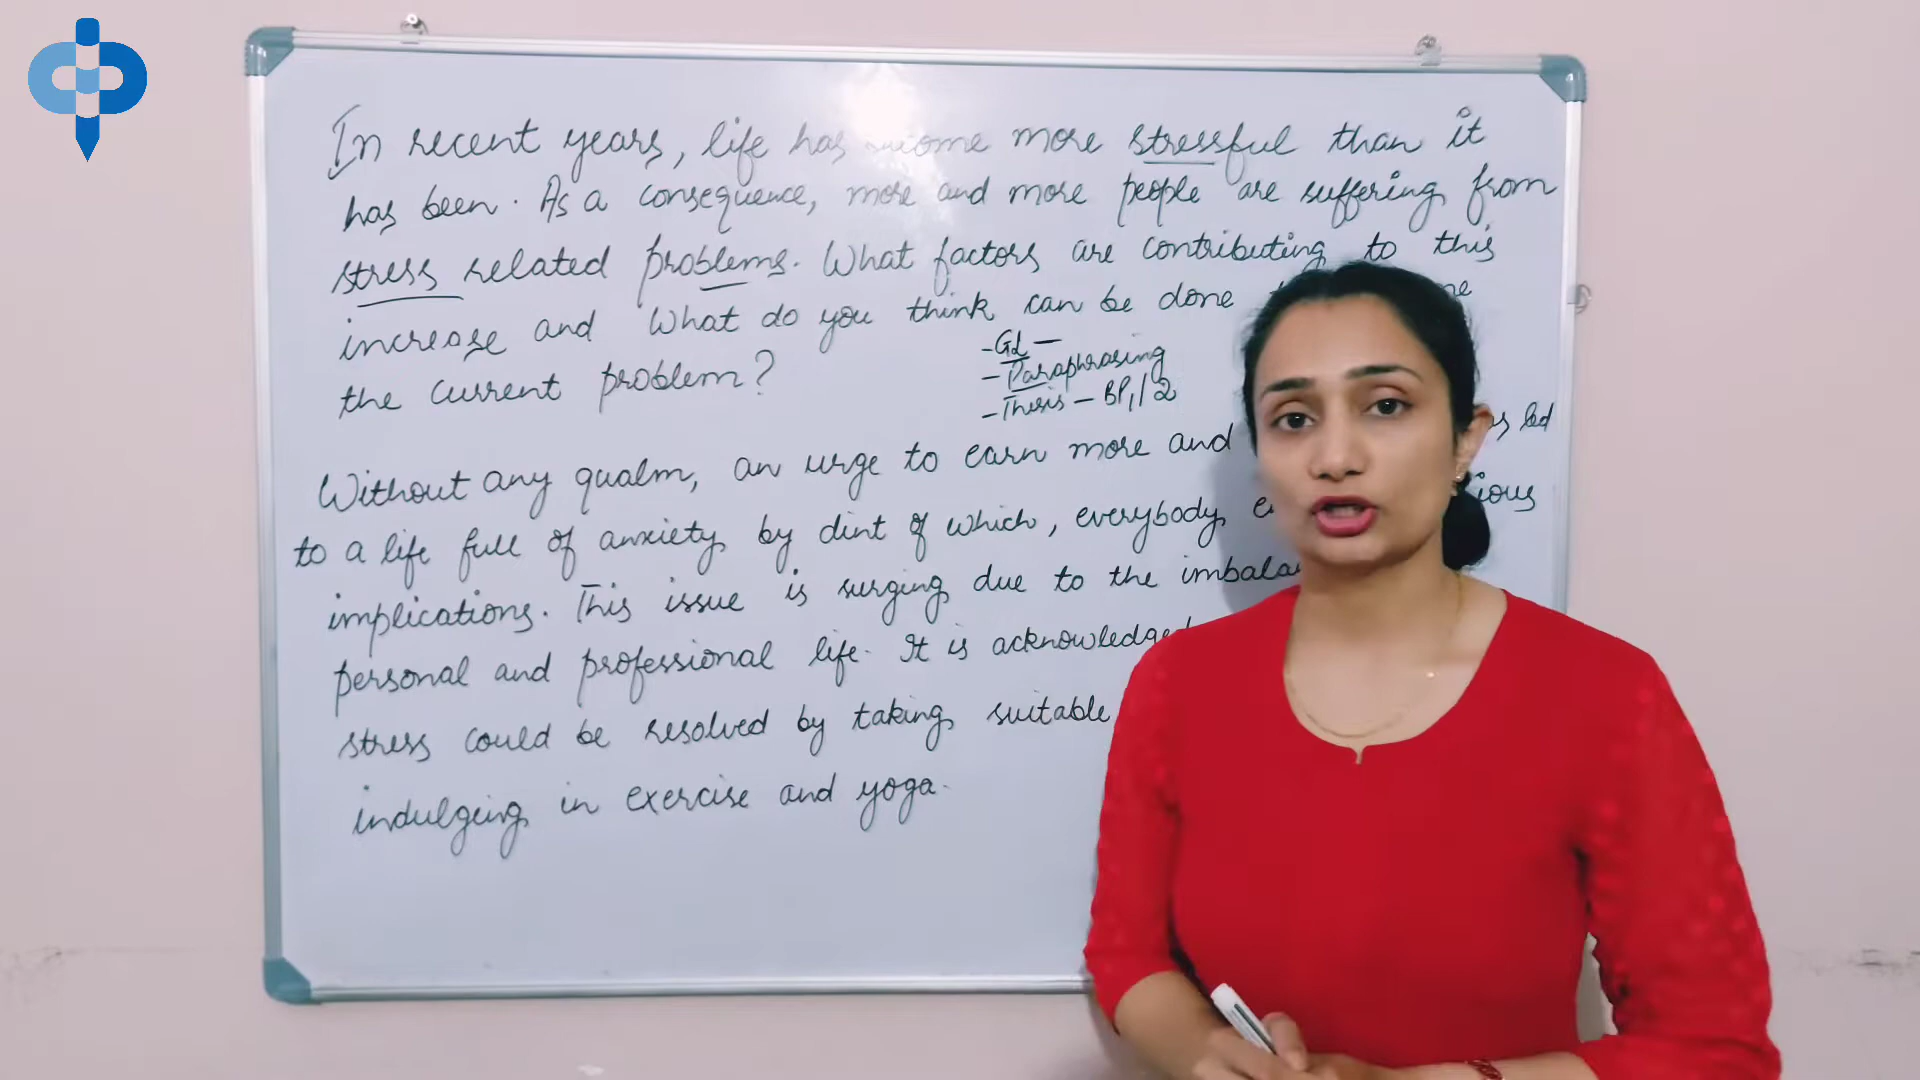 In recent years, life has more stressful than it
has been. As a consequence, more and more people are suffering from
stress related problems. What factors are contributing to this
increase and What do you think can be done
the current problem?
- GL -
- Paraphrasing
- Thesis - BP1/2
Without any qualm, an urge to earn more and led
to a life full of anxiety by dint of which, everybody
implications. This issue is surging due to the
personal and professional life. It is acknowledged
stress could be resolved by taking suitable
indulging in exercise and yoga.